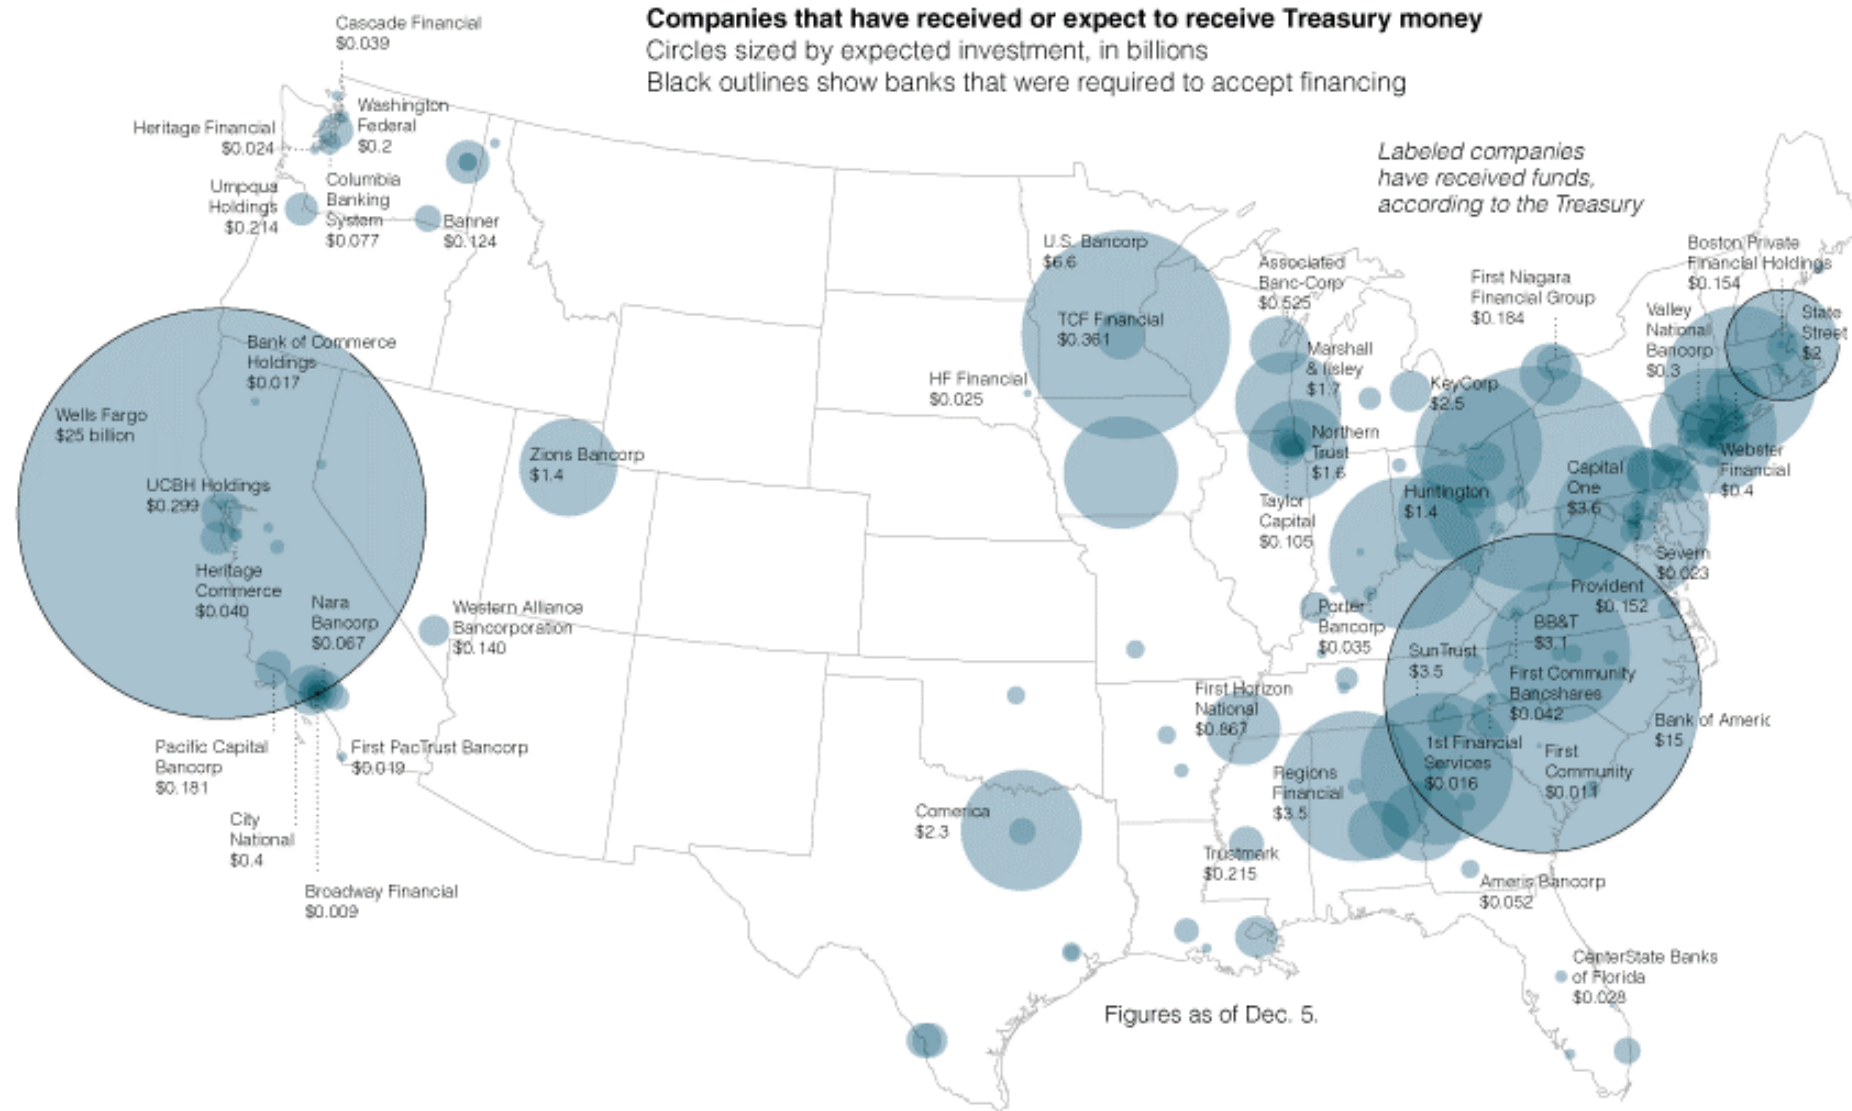 Companies that have received or expect to receive Treasury money
Circles sized by expected investment, in billions
Black outlines show banks that were required to accept financing
Labeled companies
have received funds,
according to the Treasury
Cascade Financial
$0.039
Washington
Federal
$0.2
Heritage Financial
$0.024
Columbia
Banking
System
$0.077
Umpqua
Holdings
$0.214
Banner
$0.124
Bank of Commerce
Holdings
$0.017
Wells Fargo
$25 billion
UCBH Holdings
$0.299
Heritage
Commerce
$0.040
Nara
Bancorp
$0.067
Pacific Capital
Bancorp
$0.181
City
National
$0.4
Broadway Financial
$0.009
First PacTrust Bancorp
$0.019
Western Alliance
Bancorporation
$0.140
Zions Bancorp
$1.4
U.S. Bancorp
$6.6
TCF Financial
$0.361
HF Financial
$0.025
Associated
Banc-Corp
$0.525
Marshall
& Ilsley
$1.7
Northern
Trust
$1.6
Taylor
Capital
$0.105
KeyCorp
$2.5
First Niagara
Financial Group
$0.184
Boston Private
Financial Holdings
$0.154
Valley
National
Bancorp
$0.3
State
Street
$2
Webster
Financial
$0.4
Capital
One
$3.6
Huntington
$1.4
Severn
$0.023
Provident
$0.152
Porter
Bancorp
$0.035
BB&T
$3.1
SunTrust
$3.5
First Community
Bancshares
$0.042
Bank of Americ
$15
First Horizon
National
$0.867
1st Financial
Services
$0.016
First
Community
$0.011
Regions
Financial
$3.5
Comerica
$2.3
Trustmark
$0.215
Ameris Bancorp
$0.052
CenterState Banks
of Florida
$0.028
Figures as of Dec. 5.